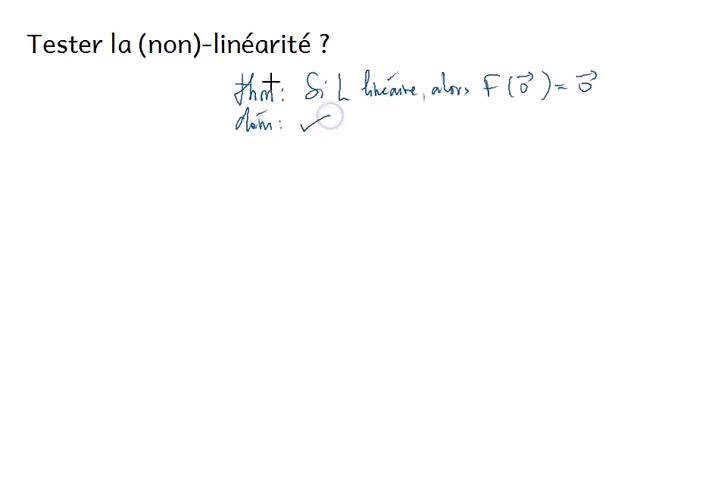 Tester la (non)-linéarité ?
thm: Si L linéaire, alors F(0⃗) = 0⃗
dém: ✓